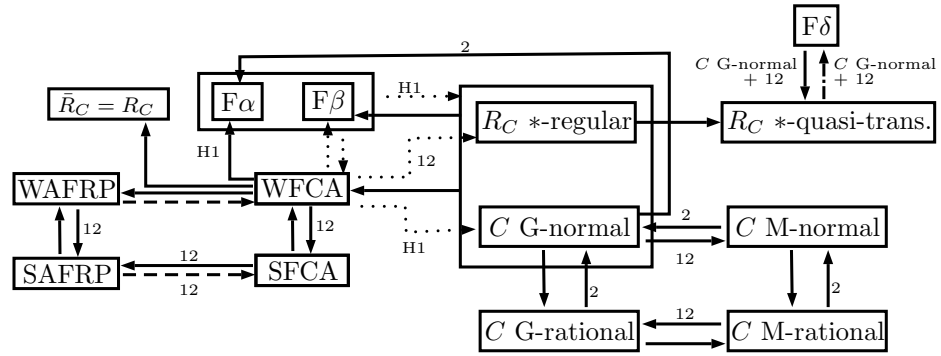 Fδ
2
C G-normal + 12
C G-normal + 12
Fα
Fβ
H1
R̄_C = R_C
R_C *-regular
R_C *-quasi-trans.
H1
12
WAFRP
WFCA
12
12
H1
C G-normal
2
C M-normal
12
12
SAFRP
SFCA
12
2
2
C G-rational
12
C M-rational